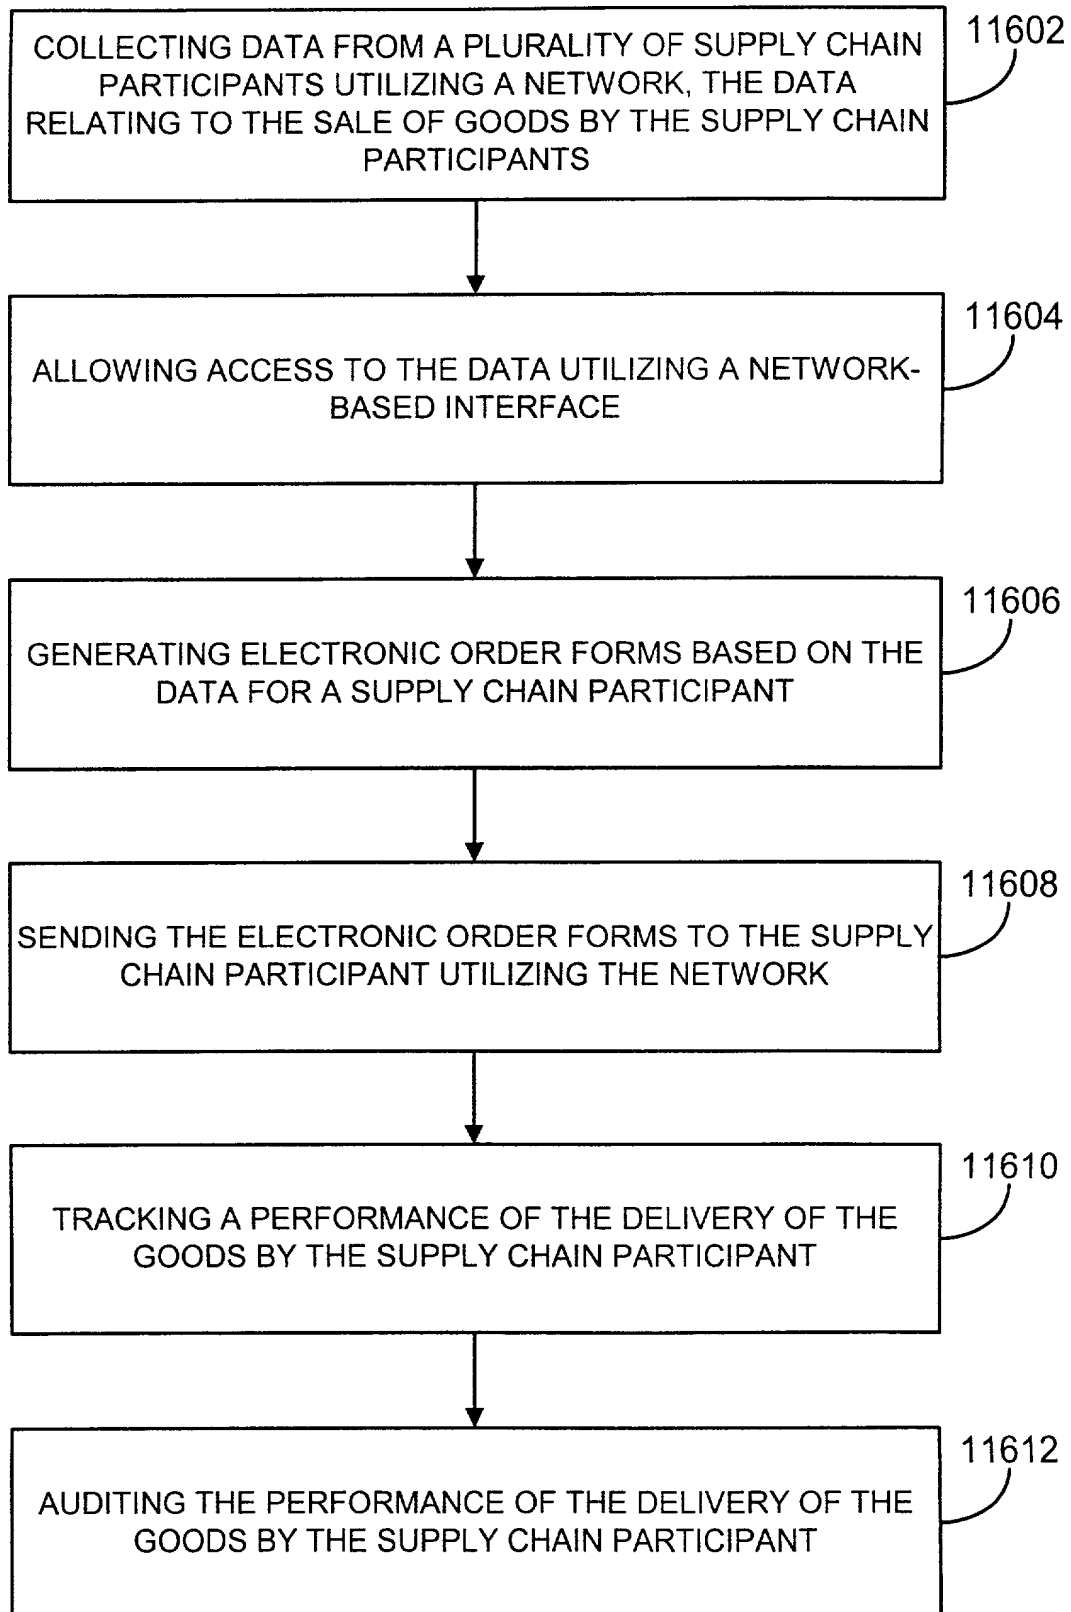 COLLECTING DATA FROM A PLURALITY OF SUPPLY CHAIN
PARTICIPANTS UTILIZING A NETWORK, THE DATA
RELATING TO THE SALE OF GOODS BY THE SUPPLY CHAIN
PARTICIPANTS
11602
ALLOWING ACCESS TO THE DATA UTILIZING A NETWORK-
BASED INTERFACE
11604
GENERATING ELECTRONIC ORDER FORMS BASED ON THE
DATA FOR A SUPPLY CHAIN PARTICIPANT
11606
SENDING THE ELECTRONIC ORDER FORMS TO THE SUPPLY
CHAIN PARTICIPANT UTILIZING THE NETWORK
11608
TRACKING A PERFORMANCE OF THE DELIVERY OF THE
GOODS BY THE SUPPLY CHAIN PARTICIPANT
11610
AUDITING THE PERFORMANCE OF THE DELIVERY OF THE
GOODS BY THE SUPPLY CHAIN PARTICIPANT
11612